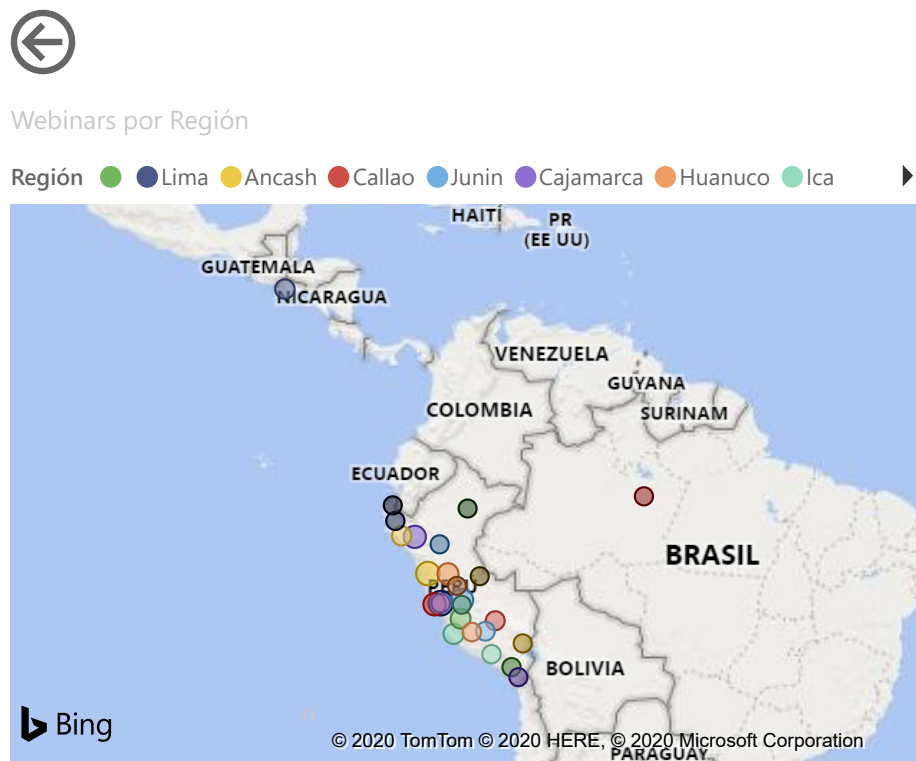 Webinars por Región
Región Lima Ancash Callao Junin Cajamarca Huanuco Ica
HAITÍ
PR
(EE UU)
GUATEMALA
NICARAGUA
VENEZUELA
GUYANA
COLOMBIA
SURINAM
ECUADOR
BRASIL
PERÚ
BOLIVIA
Bing
© 2020 TomTom © 2020 HERE, © 2020 Microsoft Corporation
PARAGUAY